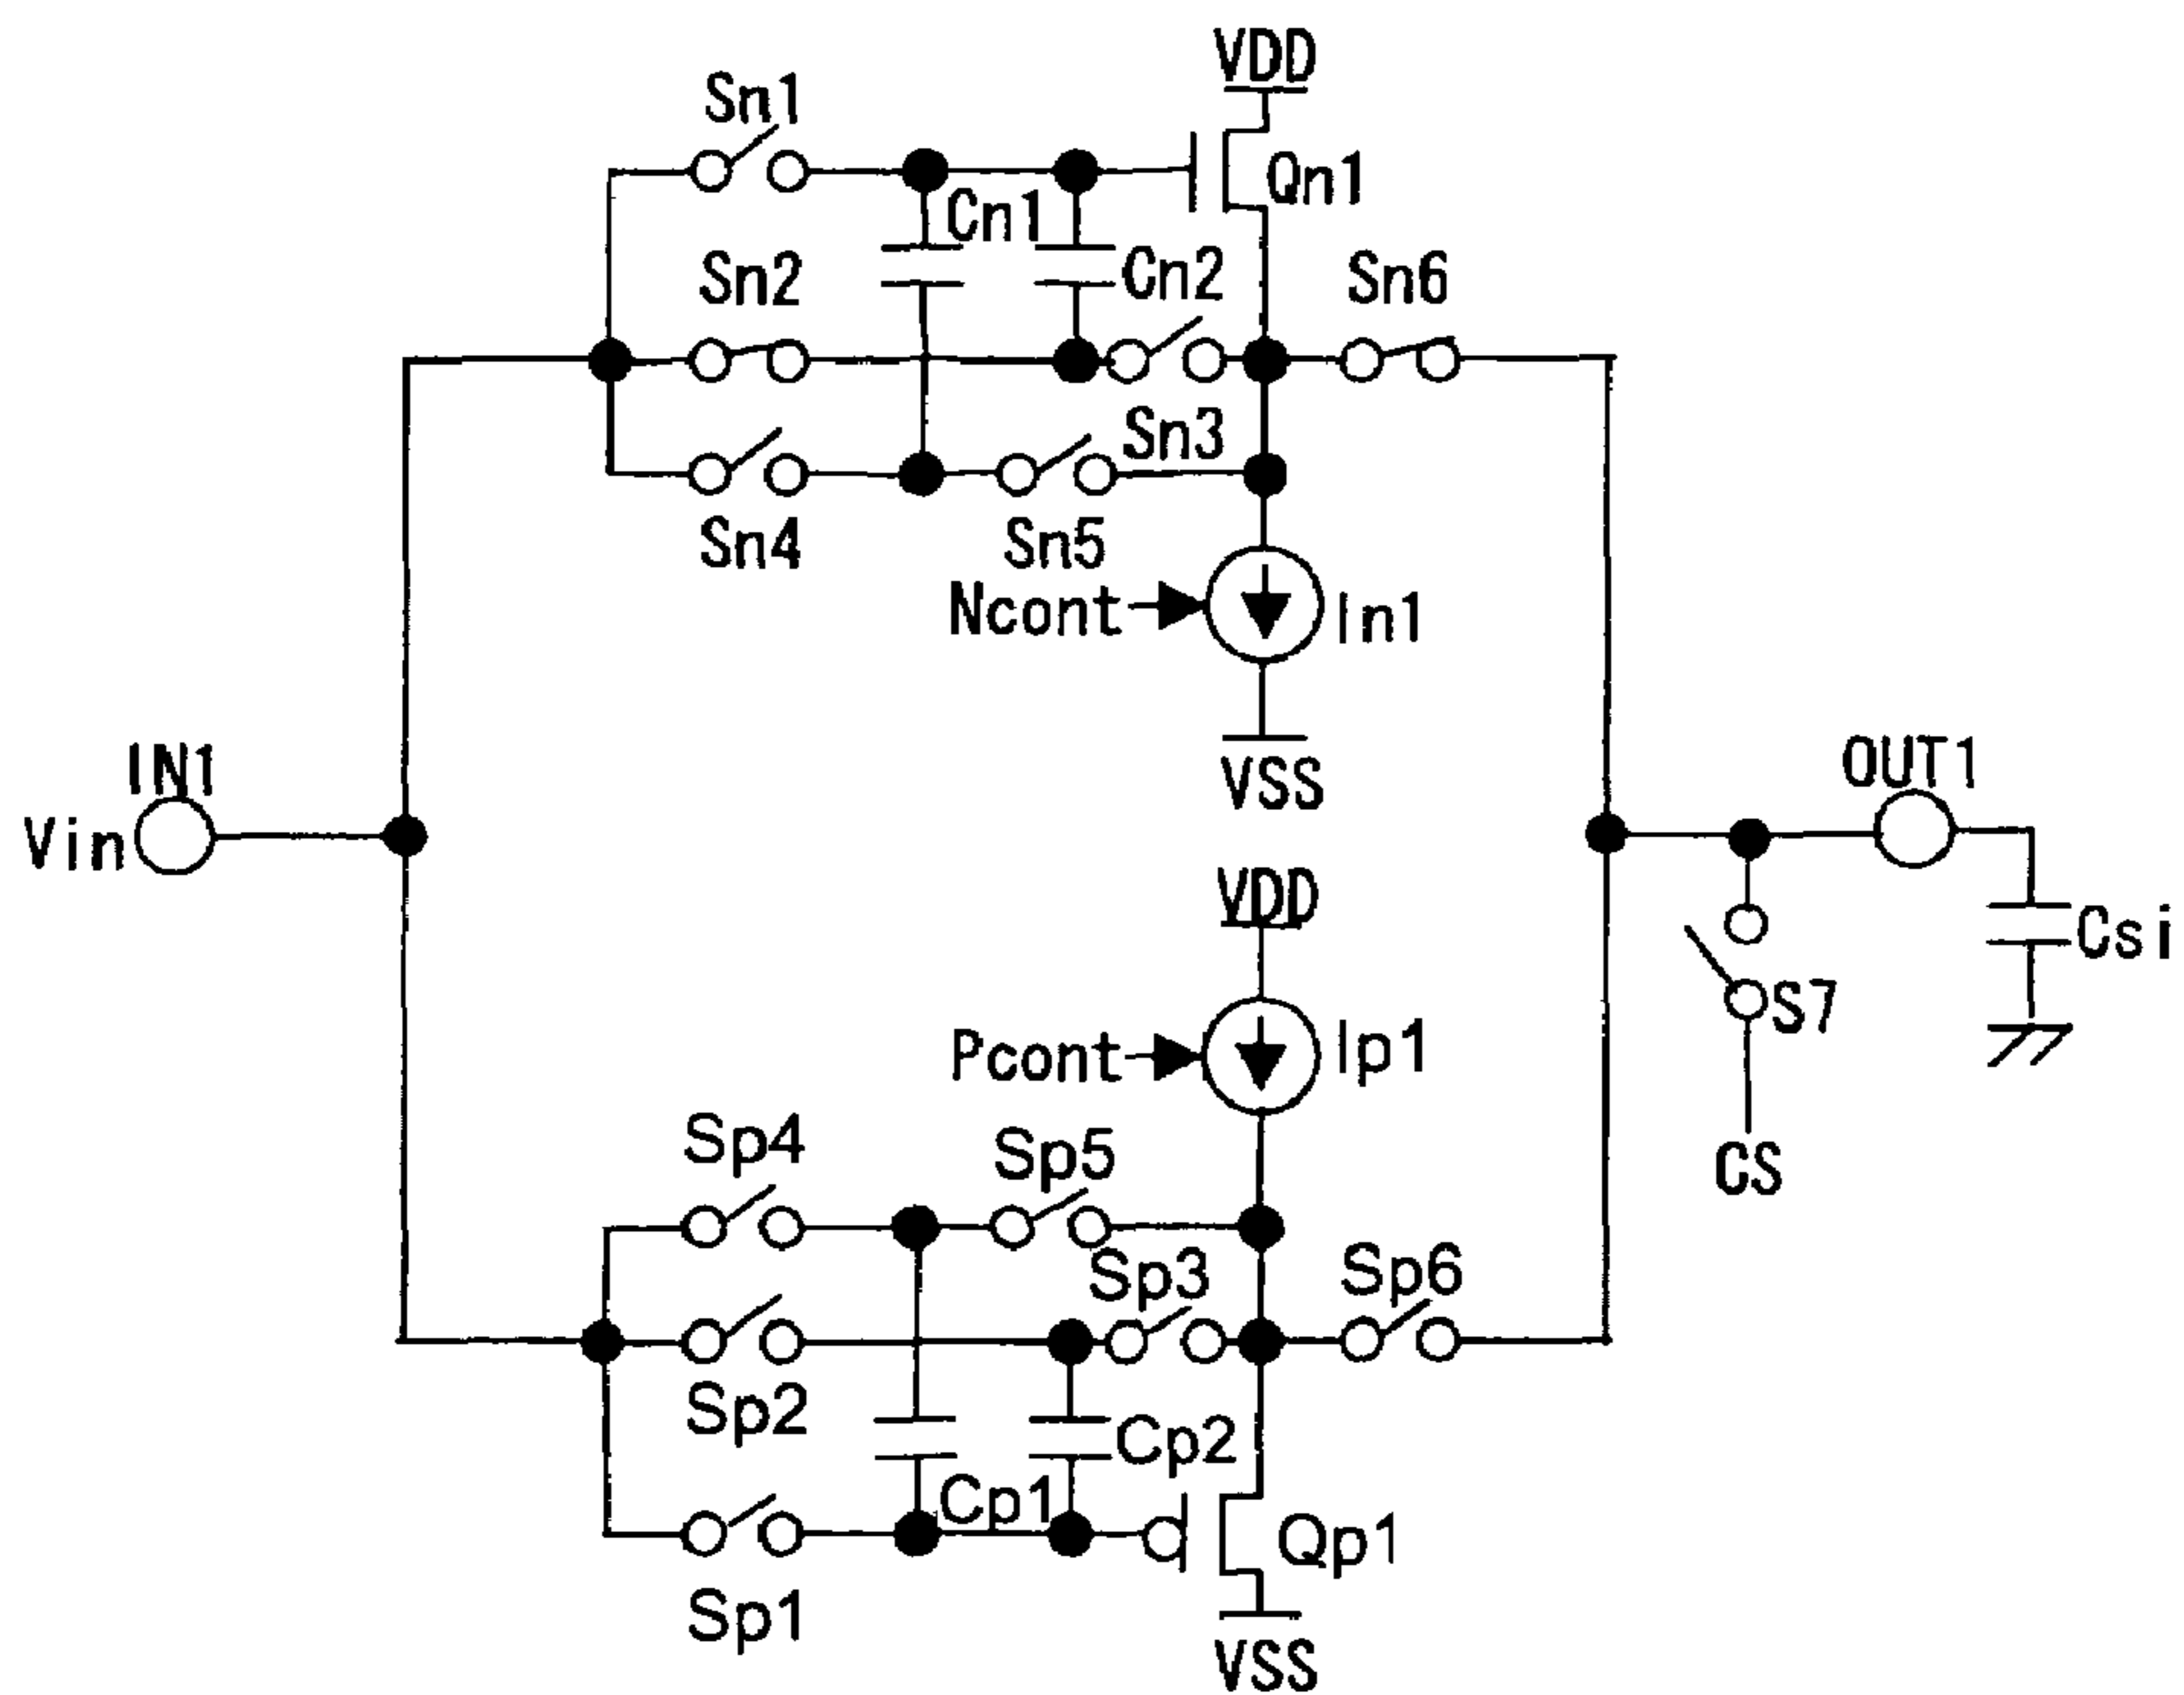 VDD
Sn1
Qn1
Cn1
Sn2
Cn2
Sn6
Sn3
Sn4
Sn5
Ncont
In1
VSS
IN1
Vin
OUT1
VDD
Csi
S7
Pcont
Ip1
CS
Sp4
Sp5
Sp3
Sp6
Sp2
Cp2
Cp1
Qp1
Sp1
VSS